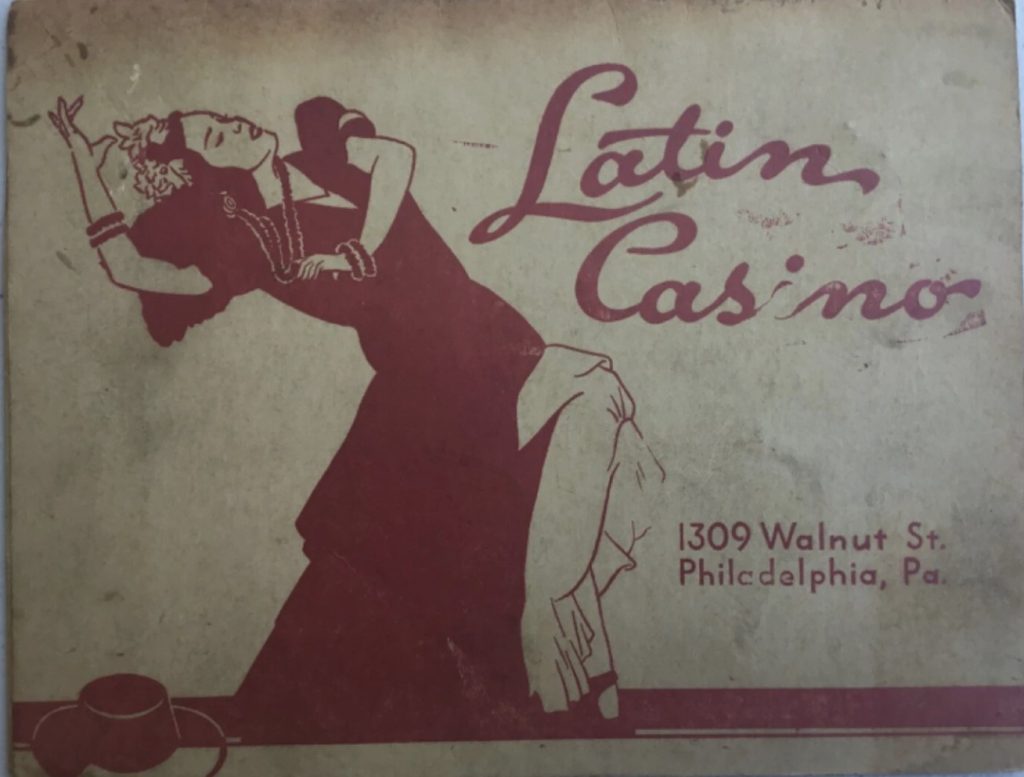 Latin
Casino
1309 Walnut St.
Philadelphia, Pa.